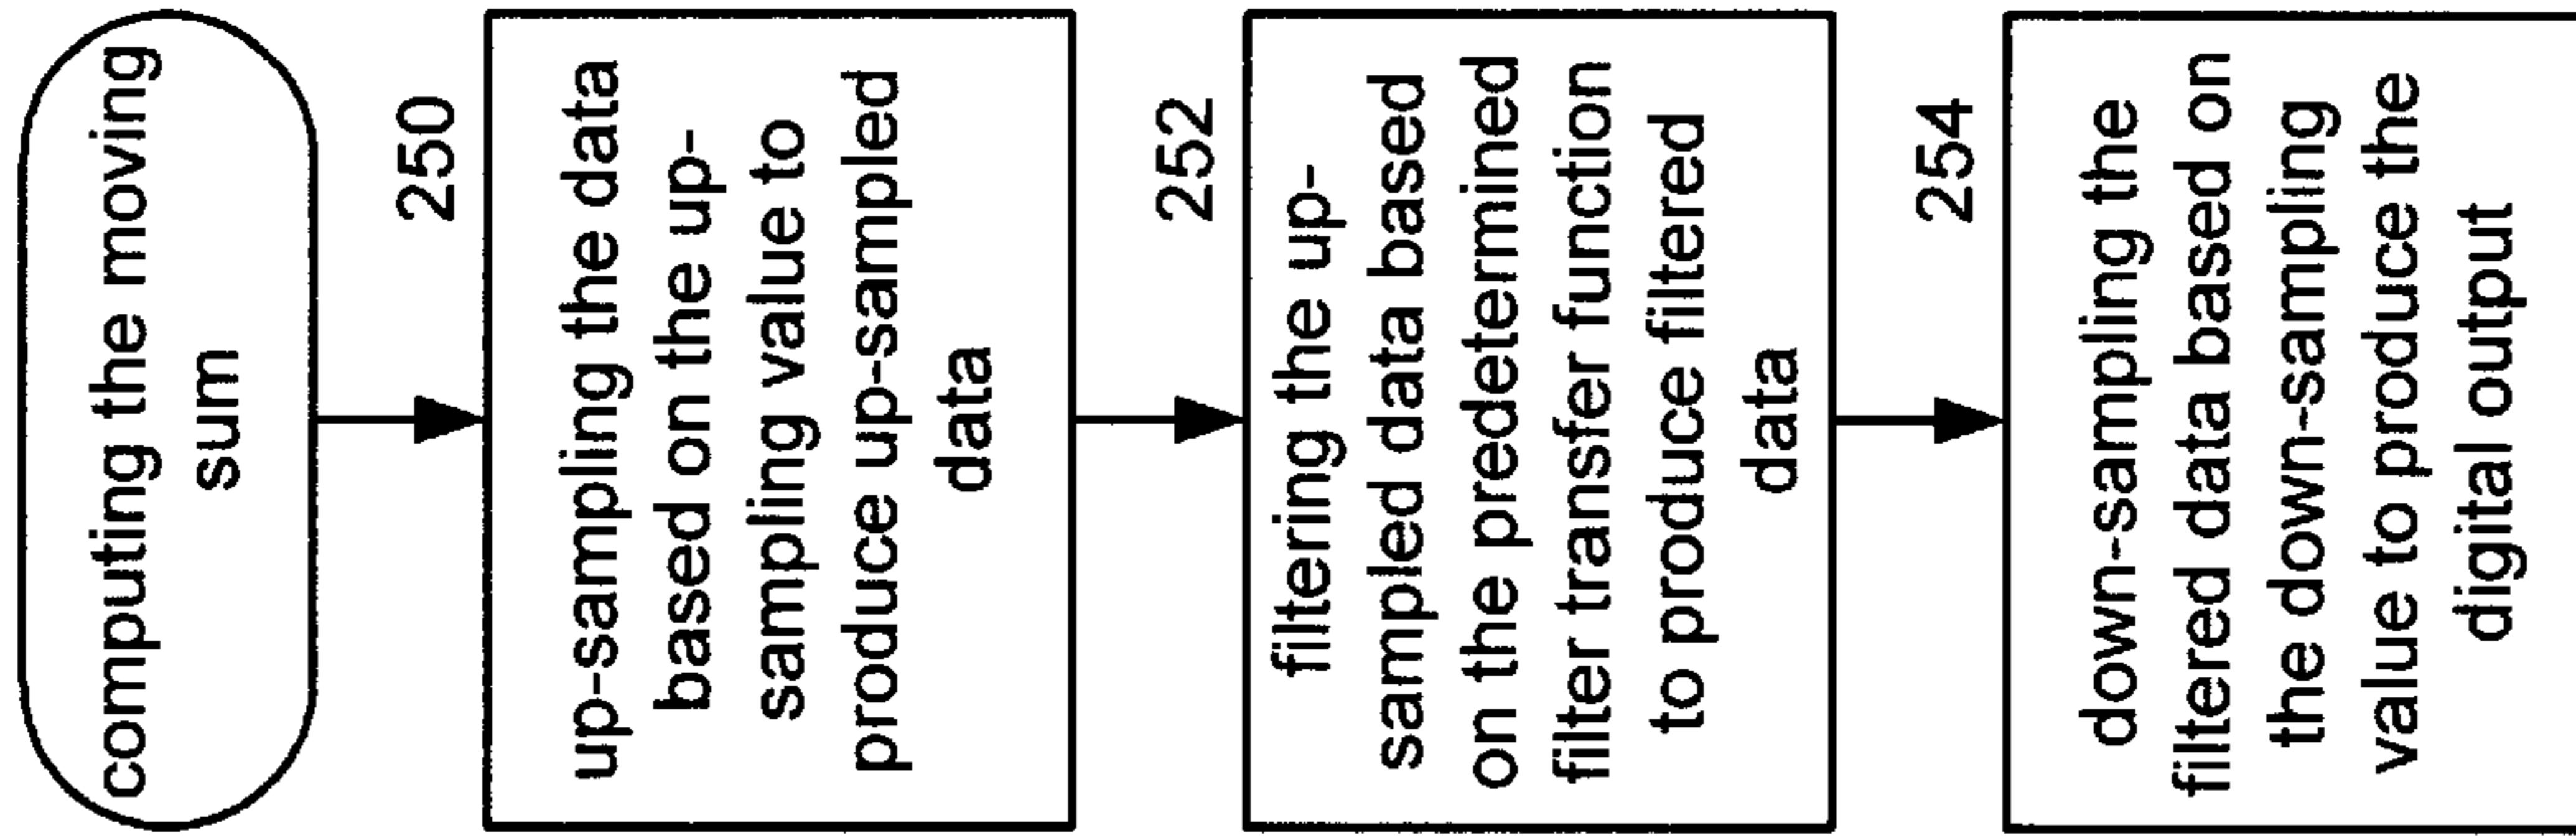 computing the moving
sum
250
up-sampling the data
based on the up-
sampling value to
produce up-sampled
data
252
filtering the up-
sampled data based
on the predetermined
filter transfer function
to produce filtered
data
254
down-sampling the
filtered data based on
the down-sampling
value to produce the
digital output